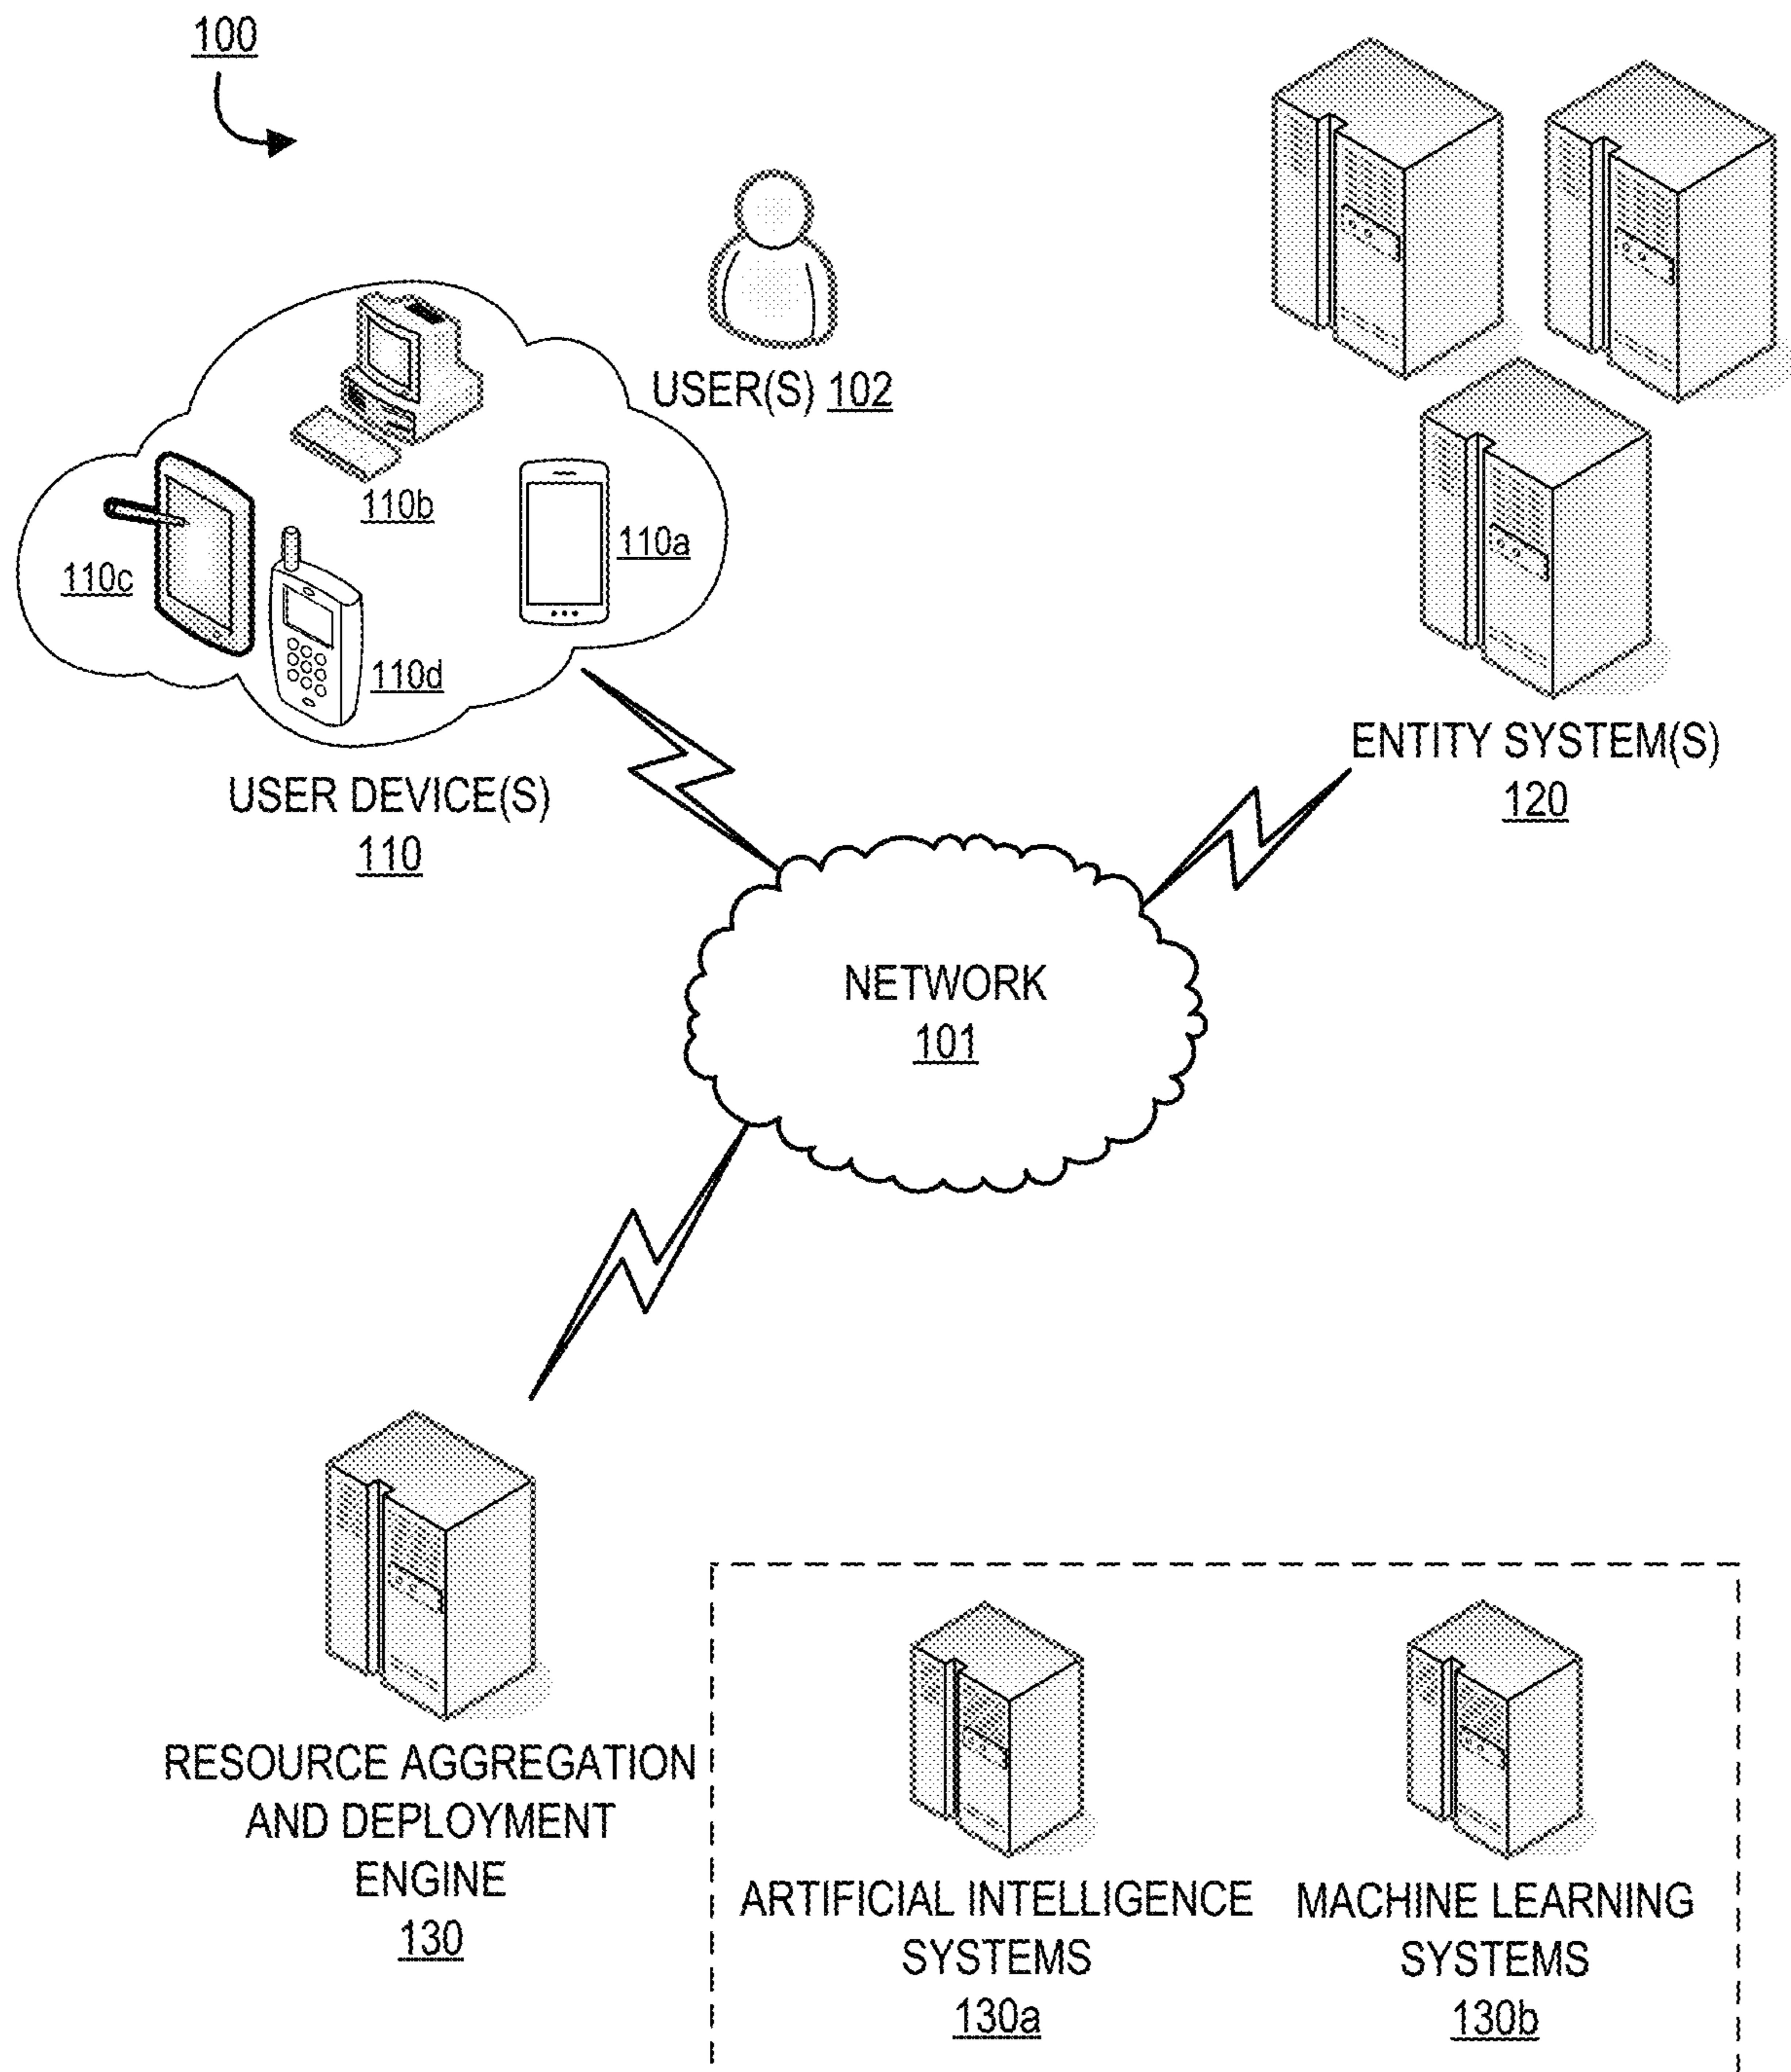 100
USER(S) 102
110b
110a
110c
110d
USER DEVICE(S)
110
ENTITY SYSTEM(S)
120
NETWORK
101
RESOURCE AGGREGATION
AND DEPLOYMENT
ENGINE
130
ARTIFICIAL INTELLIGENCE
SYSTEMS
130a
MACHINE LEARNING
SYSTEMS
130b